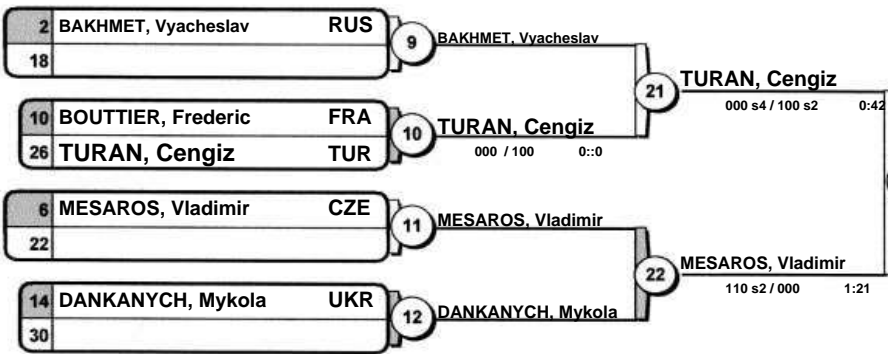 2 BAKHMET, Vyacheslav RUS
18
9
BAKHMET, Vyacheslav
10 BOUTTIER, Frederic FRA
26 TURAN, Cengiz TUR
10
TURAN, Cengiz
000 / 100 0::0
21
TURAN, Cengiz
000 s4 / 100 s2 0:42
6 MESAROS, Vladimir CZE
22
11
MESAROS, Vladimir
14 DANKANYCH, Mykola UKR
30
12
DANKANYCH, Mykola
22
MESAROS, Vladimir
110 s2 / 000 1:21